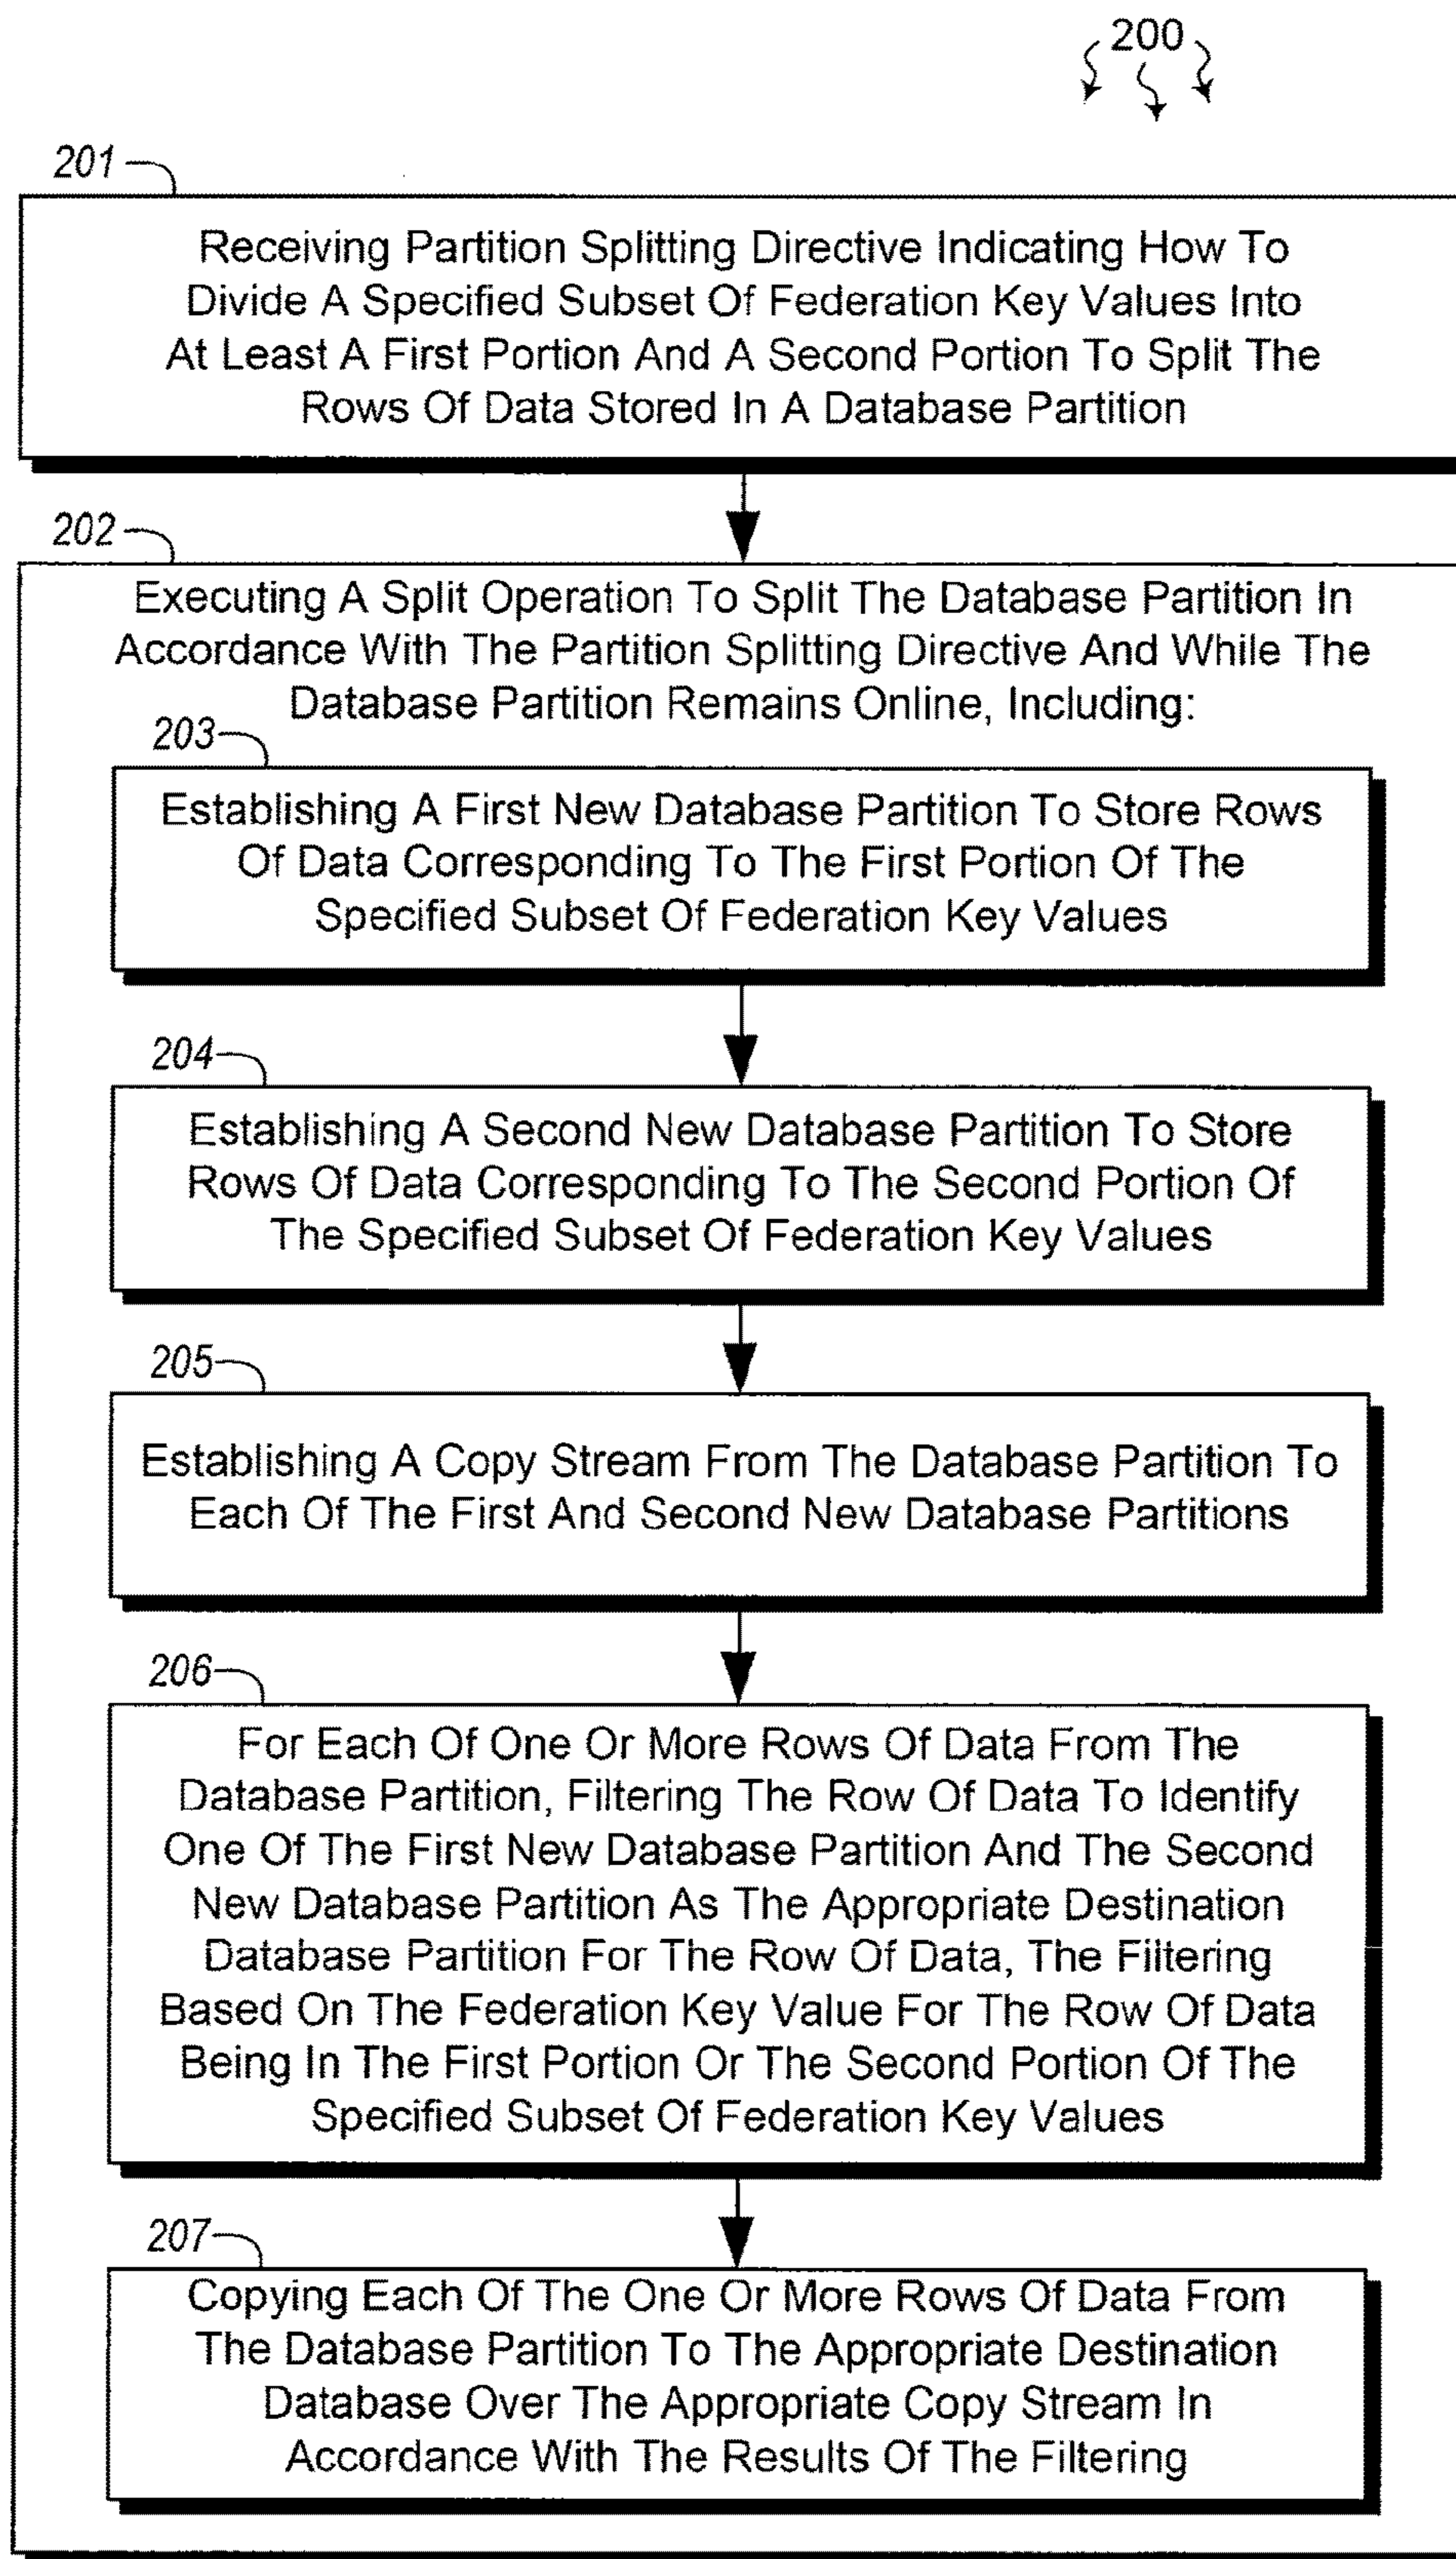 200
201
Receiving Partition Splitting Directive Indicating How To
Divide A Specified Subset Of Federation Key Values Into
At Least A First Portion And A Second Portion To Split The
Rows Of Data Stored In A Database Partition
202
Executing A Split Operation To Split The Database Partition In
Accordance With The Partition Splitting Directive And While The
Database Partition Remains Online, Including:
203
Establishing A First New Database Partition To Store Rows
Of Data Corresponding To The First Portion Of The
Specified Subset Of Federation Key Values
204
Establishing A Second New Database Partition To Store
Rows Of Data Corresponding To The Second Portion Of
The Specified Subset Of Federation Key Values
205
Establishing A Copy Stream From The Database Partition To
Each Of The First And Second New Database Partitions
206
For Each Of One Or More Rows Of Data From The
Database Partition, Filtering The Row Of Data To Identify
One Of The First New Database Partition And The Second
New Database Partition As The Appropriate Destination
Database Partition For The Row Of Data, The Filtering
Based On The Federation Key Value For The Row Of Data
Being In The First Portion Or The Second Portion Of The
Specified Subset Of Federation Key Values
207
Copying Each Of The One Or More Rows Of Data From
The Database Partition To The Appropriate Destination
Database Over The Appropriate Copy Stream In
Accordance With The Results Of The Filtering